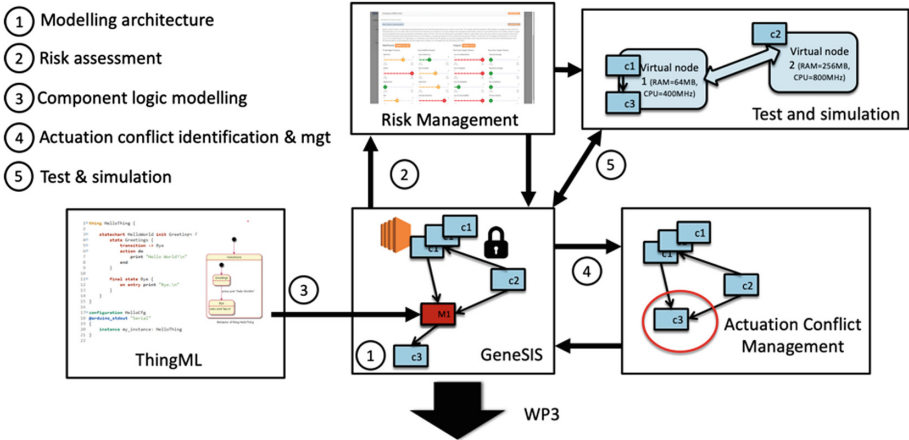 1 Modelling architecture
2 Risk assessment
3 Component logic modelling
4 Actuation conflict identification & mgt
5 Test & simulation
Risk Management
c2
Virtual node
2 (RAM=256MB,
CPU=800MHz)
c1
Virtual node
1 (RAM=64MB,
CPU=400MHz)
c3
Test and simulation
2
5
thing HelloThing {
statechart HelloWorld init Greetings
state Greetings {
transition -> Bye
action do
print "Hello World!\n"
end
}
final state Bye {
on entry print "Bye.\n"
}
}
}
configuration HelloCfg
@arduino_stdout "Serial"
{
instance my_instance: HelloThing
}
ThingML
3
c1
c1
c2
M1
c3
1
GeneSIS
4
c1
c1
c2
c3
Actuation Conflict
Management
WP3